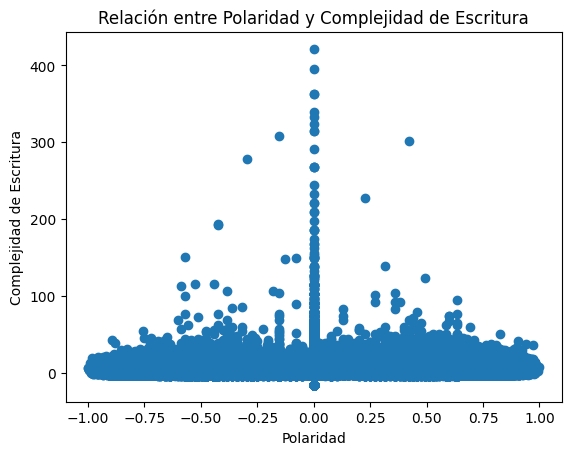 Relación entre Polaridad y Complejidad de Escritura
Complejidad de Escritura
400
300
200
100
0
−1.00 −0.75 −0.50 −0.25 0.00 0.25 0.50 0.75 1.00
Polaridad